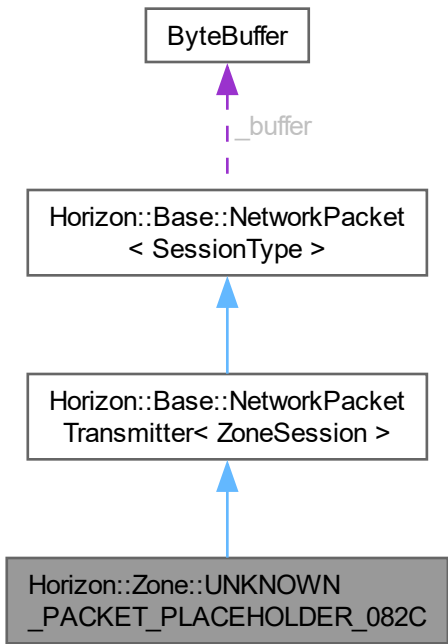 ByteBuffer
_buffer
Horizon::Base::NetworkPacket
< SessionType >
Horizon::Base::NetworkPacket
Transmitter< ZoneSession >
Horizon::Zone::UNKNOWN
_PACKET_PLACEHOLDER_082C